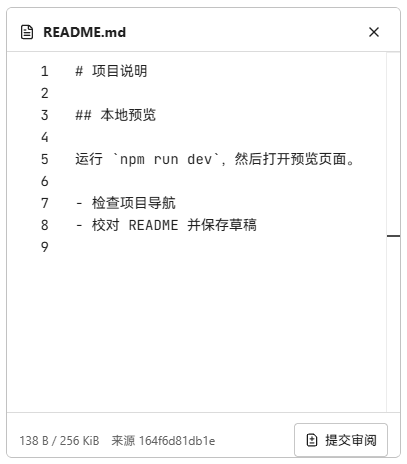 README.md
1 # 项目说明
2
3 ## 本地预览
4
5 运行 `npm run dev`，然后打开预览页面。
6
7 - 检查项目导航
8 - 校对 README 并保存草稿
9
138 B / 256 KiB 来源 164f6d81db1e 提交审阅